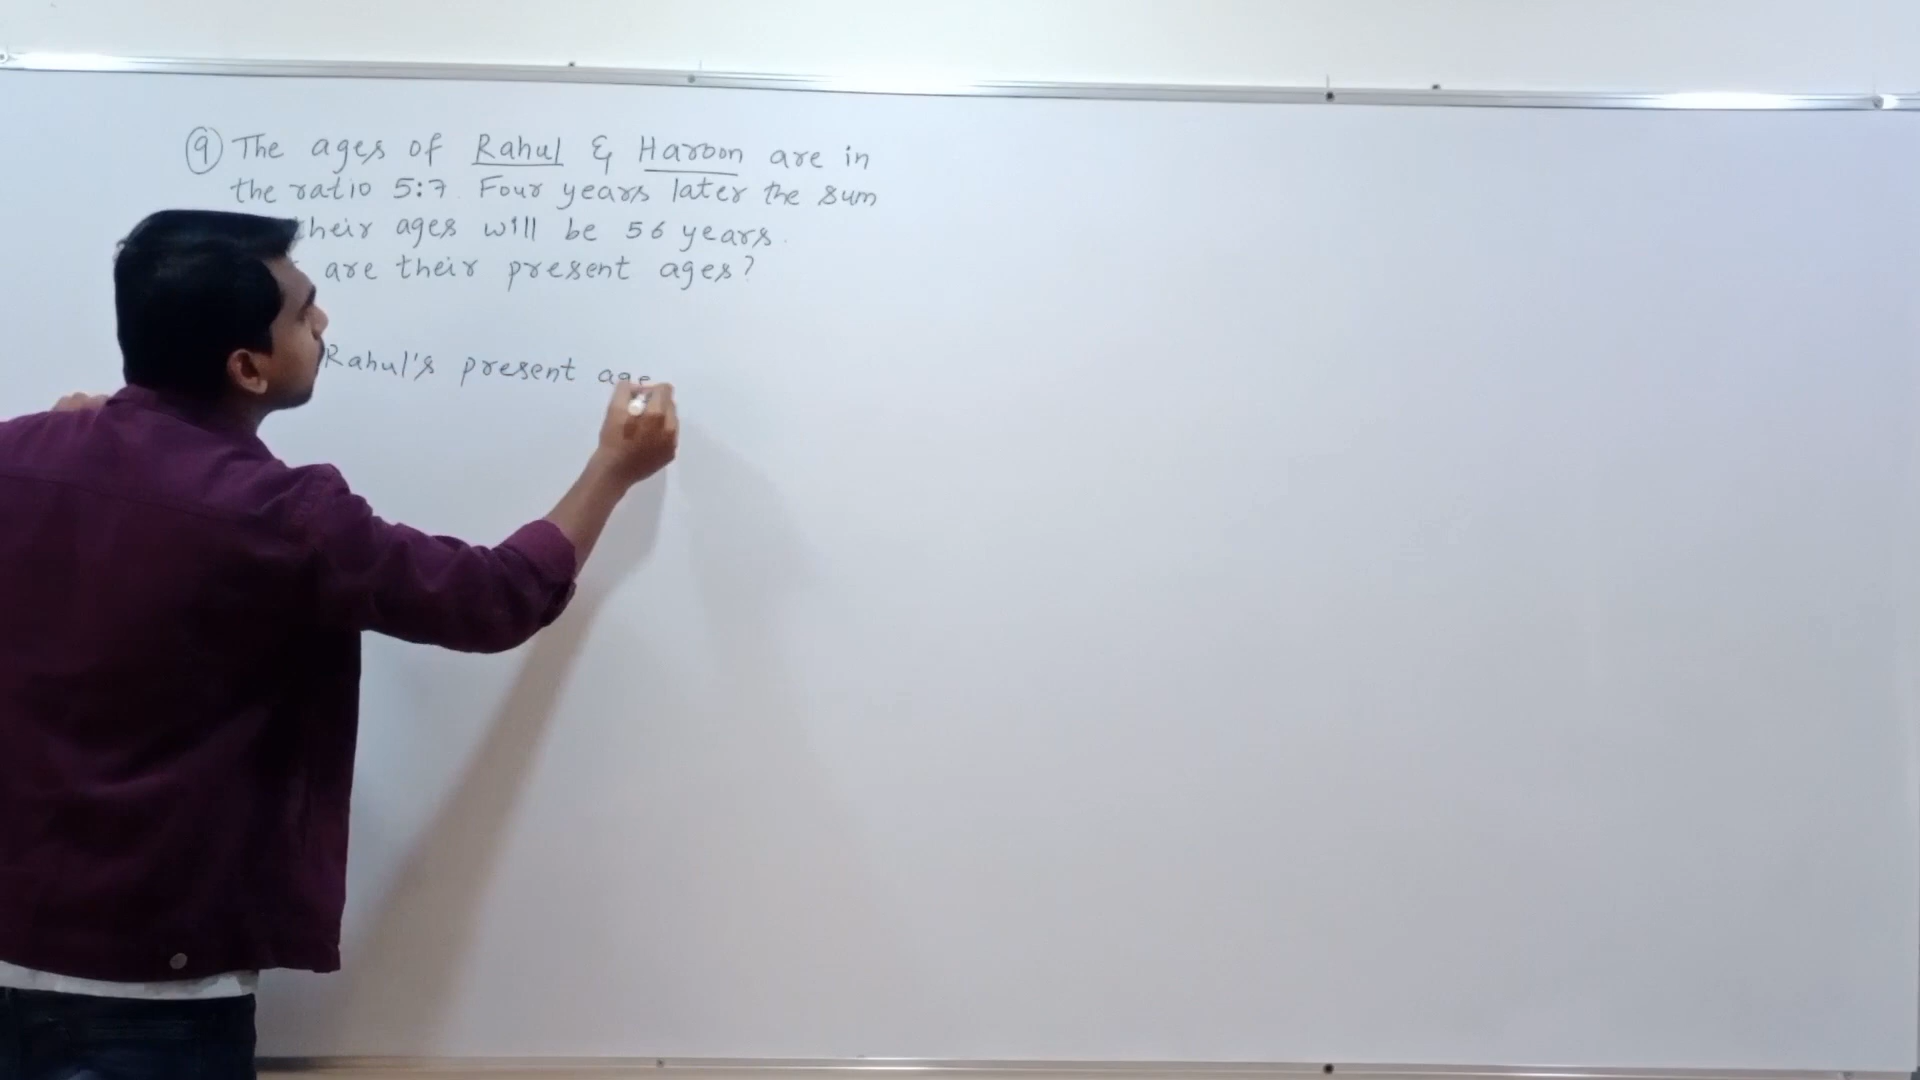 9 The ages of Rahul & Haroon are in
the ratio 5:7. Four years later the sum
their ages will be 56 years.
are their present ages?
Rahul's present age